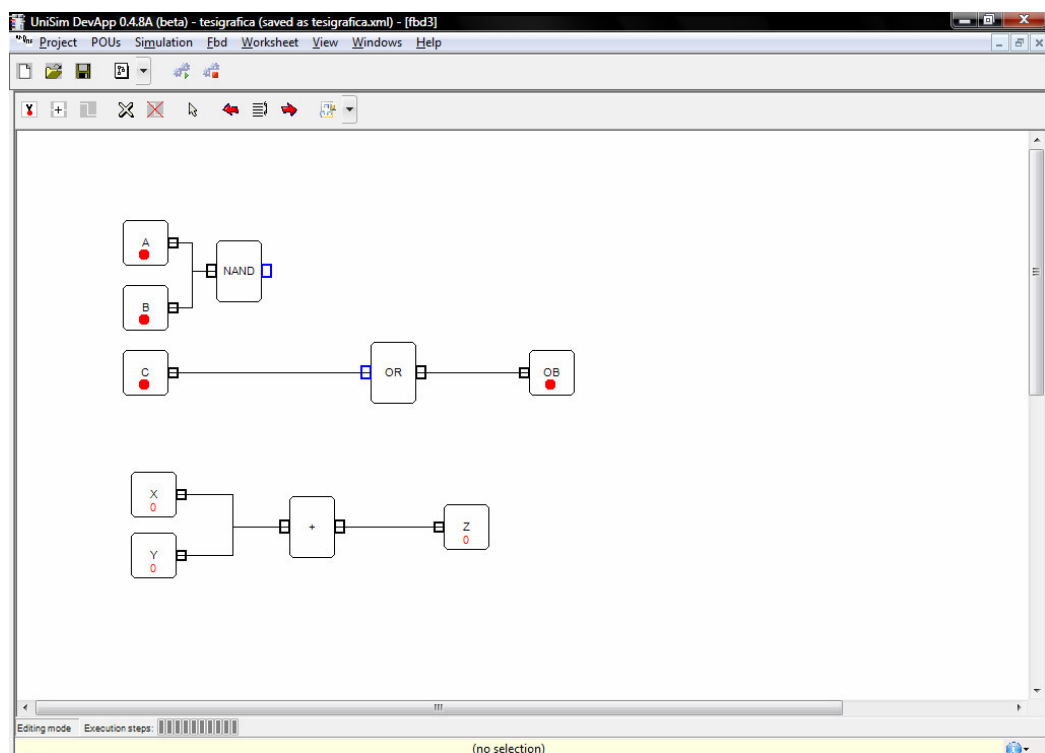 UniSim DevApp 0.4.8A (beta) - tesigrafica (saved as tesigrafica.xml) - [fbd3]
Project POUs Simulation Fbd Worksheet View Windows Help
A
NAND
B
C
OR
OB
X
0
+
Z
0
Y
0
Editing mode Execution steps:
(no selection)